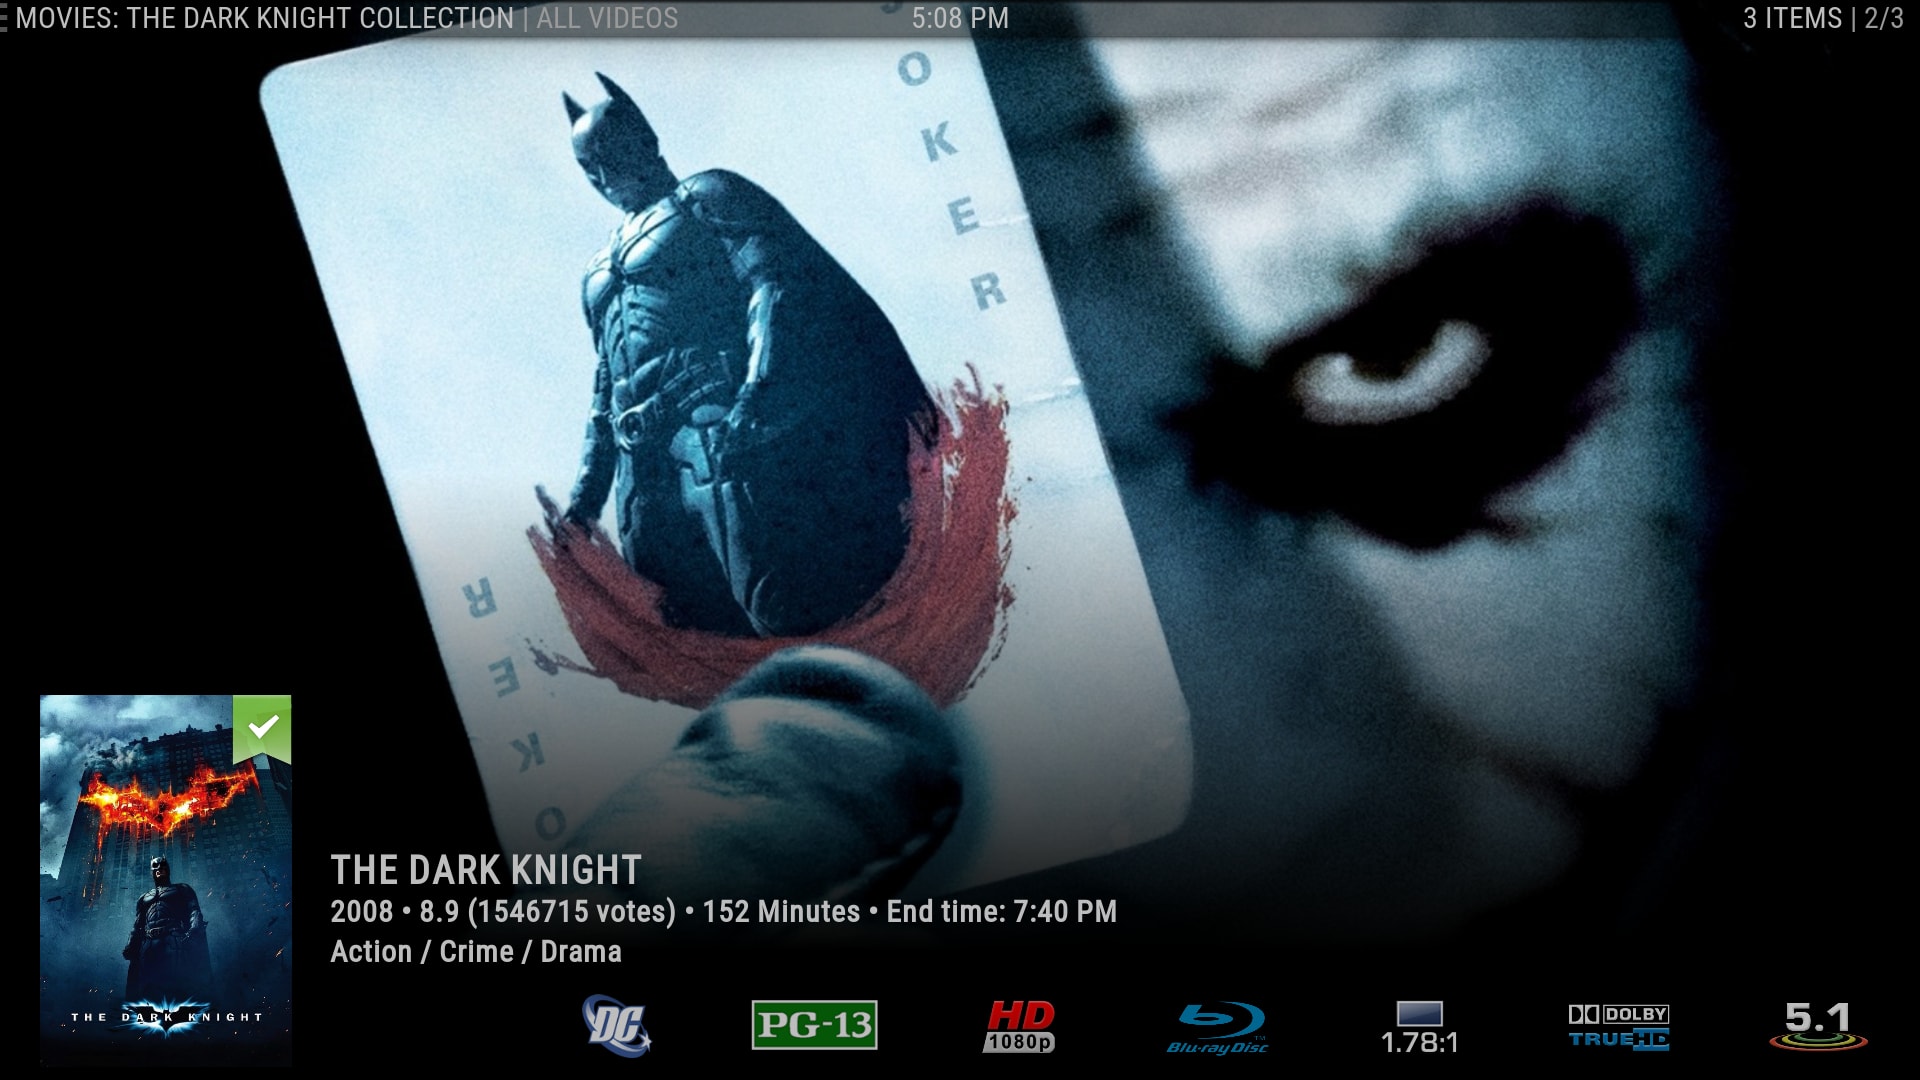 MOVIES: THE DARK KNIGHT COLLECTION | ALL VIDEOS
5:08 PM
3 ITEMS | 2/3
JOKER
JOKER
THE DARK KNIGHT
THE DARK KNIGHT
2008 • 8.9 (1546715 votes) • 152 Minutes • End time: 7:40 PM
Action / Crime / Drama
DC
PG-13
HD
1080p
Blu-ray Disc™
1.78:1
DOLBY
TRUEHD
5.1